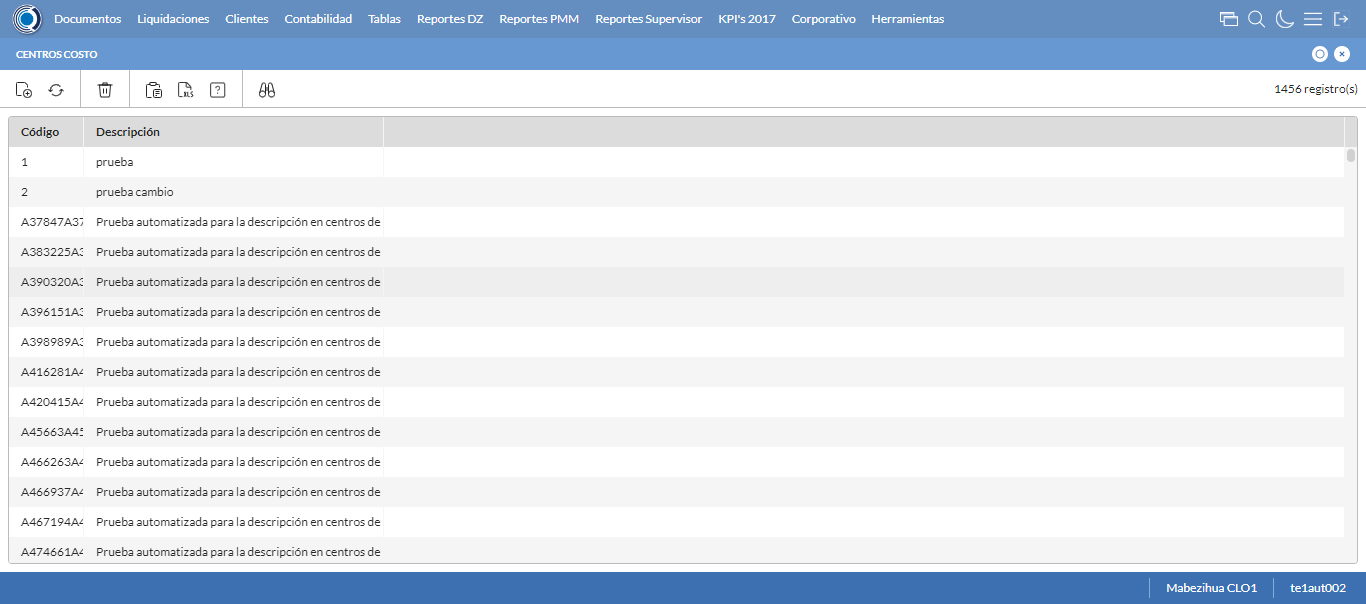 Documentos Liquidaciones Clientes Contabilidad Tablas Reportes DZ Reportes PMM Reportes Supervisor KPI's 2017 Corporativo Herramientas
CENTROS COSTO
XLS ? 1456 registro(s)
Código Descripción
1 prueba
2 prueba cambio
A37847A37 Prueba automatizada para la descripción en centros de
A383225A3 Prueba automatizada para la descripción en centros de
A390320A3 Prueba automatizada para la descripción en centros de
A396151A3 Prueba automatizada para la descripción en centros de
A398989A3 Prueba automatizada para la descripción en centros de
A416281A4 Prueba automatizada para la descripción en centros de
A420415A4 Prueba automatizada para la descripción en centros de
A45663A45 Prueba automatizada para la descripción en centros de
A466263A4 Prueba automatizada para la descripción en centros de
A466937A4 Prueba automatizada para la descripción en centros de
A467194A4 Prueba automatizada para la descripción en centros de
A474661A4 Prueba automatizada para la descripción en centros de
Mabezihua CLO1 te1aut002